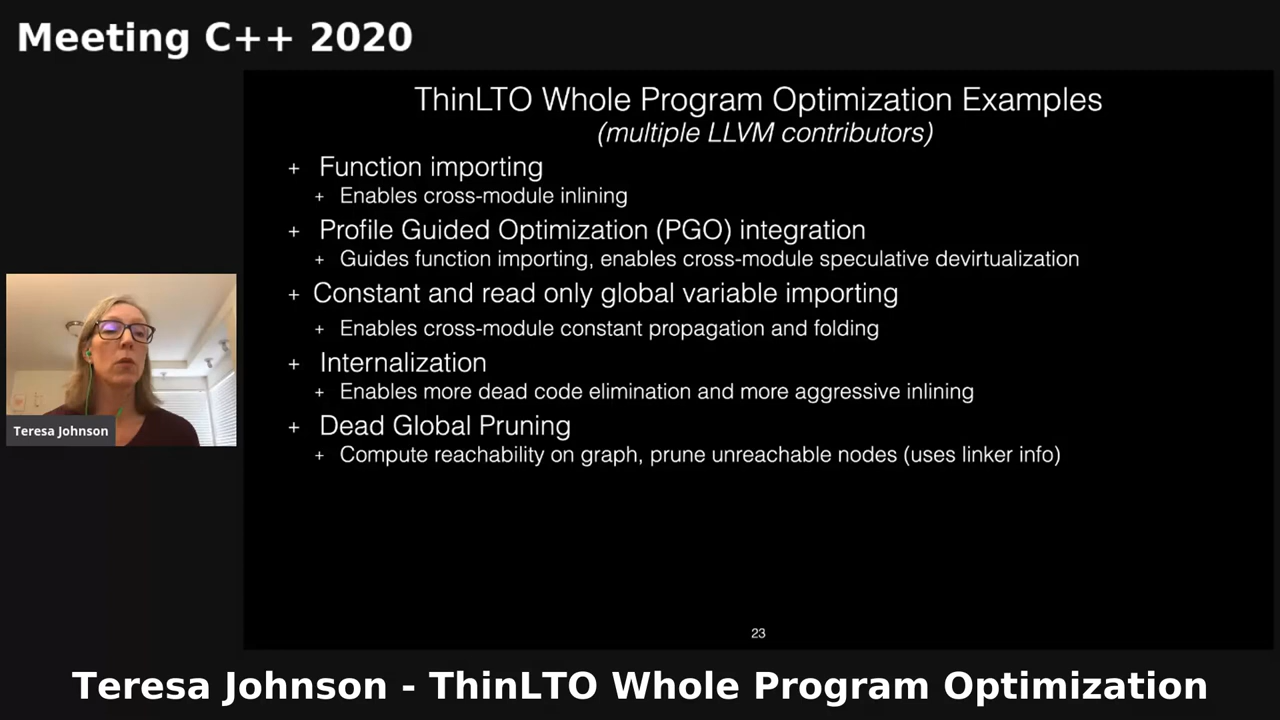 Meeting C++ 2020
ThinLTO Whole Program Optimization Examples
(multiple LLVM contributors)
+ Function importing
+ Enables cross-module inlining
+ Profile Guided Optimization (PGO) integration
+ Guides function importing, enables cross-module speculative devirtualization
+ Constant and read only global variable importing
+ Enables cross-module constant propagation and folding
+ Internalization
+ Enables more dead code elimination and more aggressive inlining
+ Dead Global Pruning
+ Compute reachability on graph, prune unreachable nodes (uses linker info)
Teresa Johnson
23
Teresa Johnson - ThinLTO Whole Program Optimization